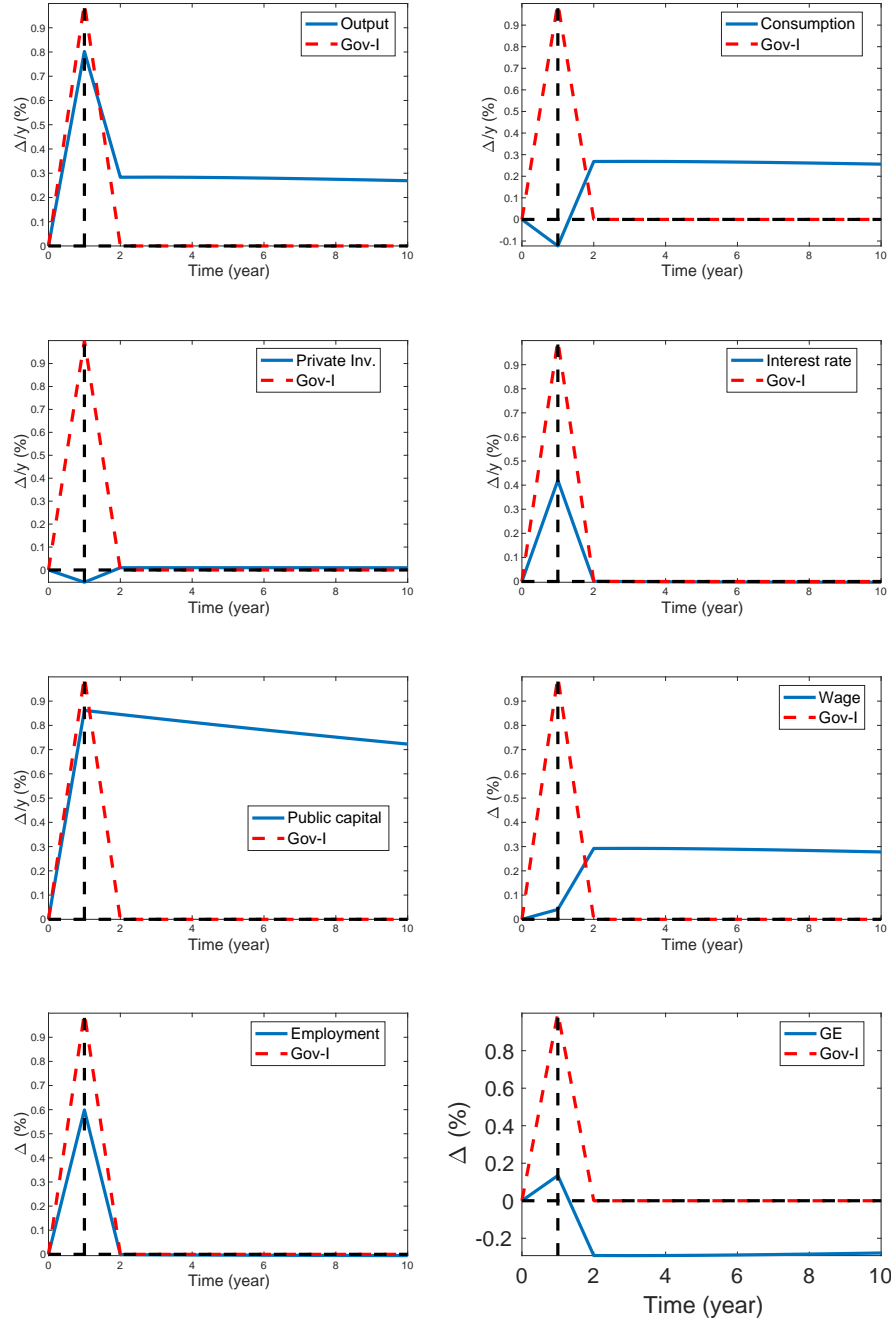 Output
Gov-I
Δ/y (%)
0.9
0.8
0.7
0.6
0.5
0.4
0.3
0.2
0.1
0
0 2 4 6 8 10
Time (year)
Consumption
Gov-I
Δ/y (%)
0.9
0.8
0.7
0.6
0.5
0.4
0.3
0.2
0.1
0
-0.1
0 2 4 6 8 10
Time (year)
Private Inv.
Gov-I
Δ/y (%)
0.9
0.8
0.7
0.6
0.5
0.4
0.3
0.2
0.1
0
0 2 4 6 8 10
Time (year)
Interest rate
Gov-I
Δ/y (%)
0.9
0.8
0.7
0.6
0.5
0.4
0.3
0.2
0.1
0
0 2 4 6 8 10
Time (year)
Public capital
Gov-I
Δ/y (%)
0.9
0.8
0.7
0.6
0.5
0.4
0.3
0.2
0.1
0
0 2 4 6 8 10
Time (year)
Wage
Gov-I
Δ (%)
0.9
0.8
0.7
0.6
0.5
0.4
0.3
0.2
0.1
0
0 2 4 6 8 10
Time (year)
Employment
Gov-I
Δ (%)
0.9
0.8
0.7
0.6
0.5
0.4
0.3
0.2
0.1
0
0 2 4 6 8 10
Time (year)
GE
Gov-I
Δ (%)
0.8
0.6
0.4
0.2
0
-0.2
0 2 4 6 8 10
Time (year)